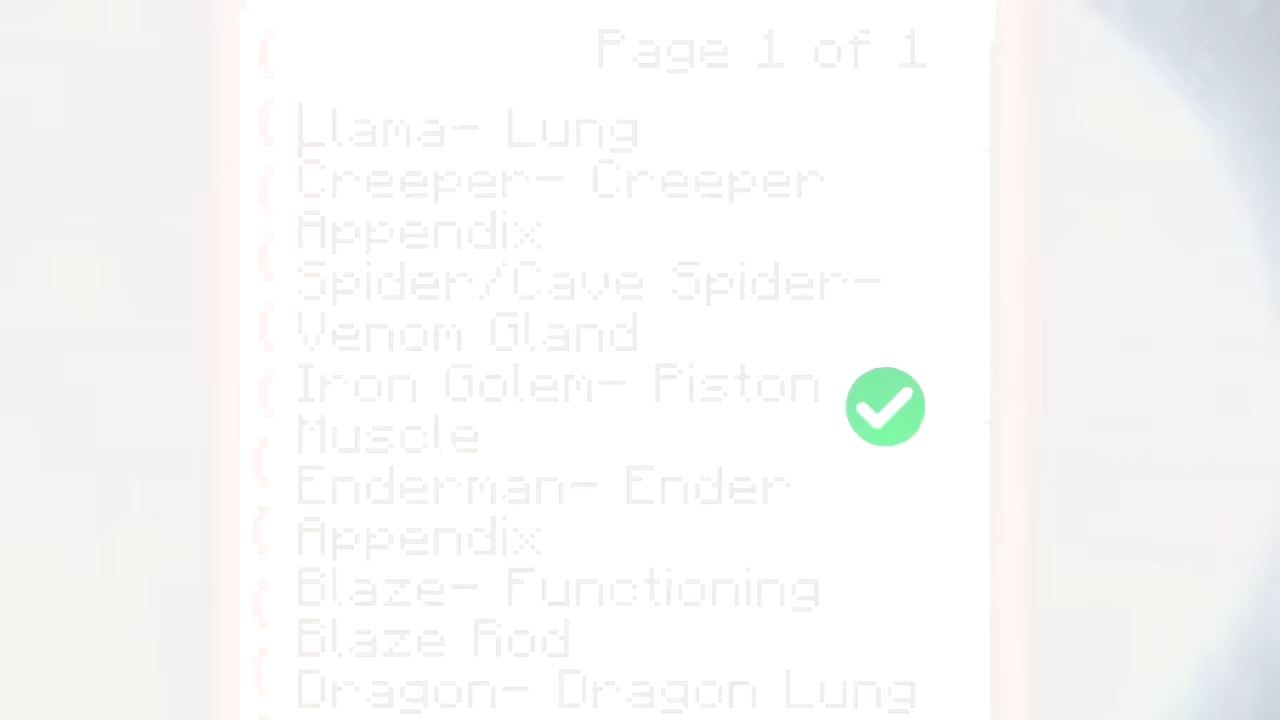 Page 1 of 1
Llama- Lung
Creeper- Creeper
Appendix
Spider/Cave Spider-
Venom Gland
Iron Golem- Piston
Muscle
Enderman- Ender
Appendix
Blaze- Functioning
Blaze Rod
Dragon- Dragon Lung